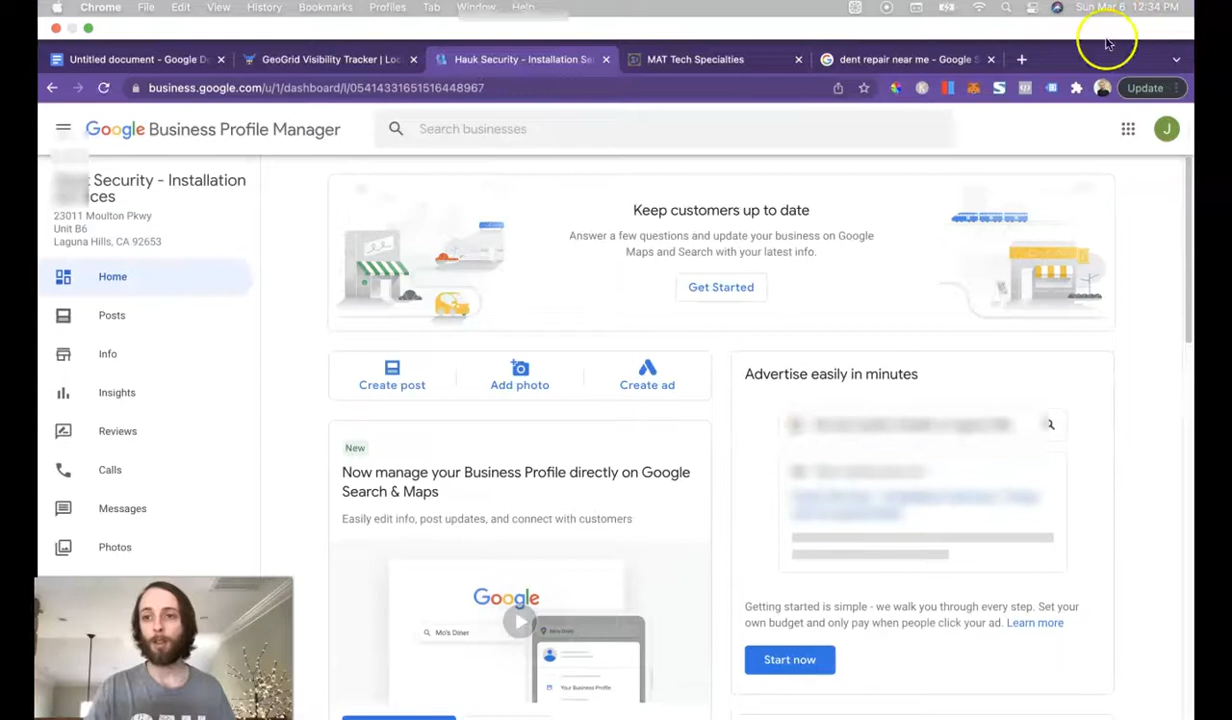 Chrome File Edit View History Bookmarks Profiles Tab Window Help Sun Mar 6 12:34 PM
Untitled document - Google Do GeoGrid Visibility Tracker | Loc Hauk Security - Installation Se MAT Tech Specialties dent repair near me - Google S
business.google.com/u/1/dashboard/l/05414331651516448967 Update
Google Business Profile Manager Search businesses J
Security - Installation
23011 Moulton Pkwy
Unit B6
Laguna Hills, CA 92653
Home
Posts
Info
Insights
Reviews
Calls
Messages
Photos
Keep customers up to date
Answer a few questions and update your business on Google
Maps and Search with your latest info.
Get Started
Create post Add photo Create ad
New
Now manage your Business Profile directly on Google
Search & Maps
Easily edit info, post updates, and connect with customers
Google
Mo's Diner
Your Business Profile
Advertise easily in minutes
Getting started is simple - we walk you through every step. Set your
own budget and only pay when people click your ad. Learn more
Start now